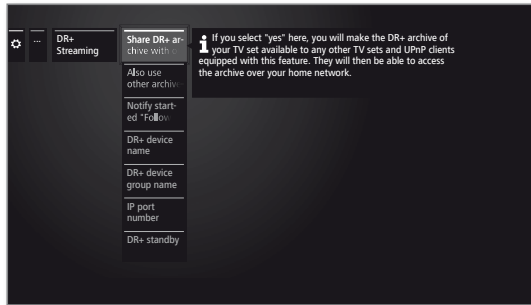 ...
DR+
Streaming
Share DR+ ar-
chive with
Also use
other archive
Notify start-
ed "Follow
DR+ device
name
DR+ device
group name
IP port
number
DR+ standby
If you select "yes" here, you will make the DR+ archive of
your TV set available to any other TV sets and UPnP clients
equipped with this feature. They will then be able to access
the archive over your home network.